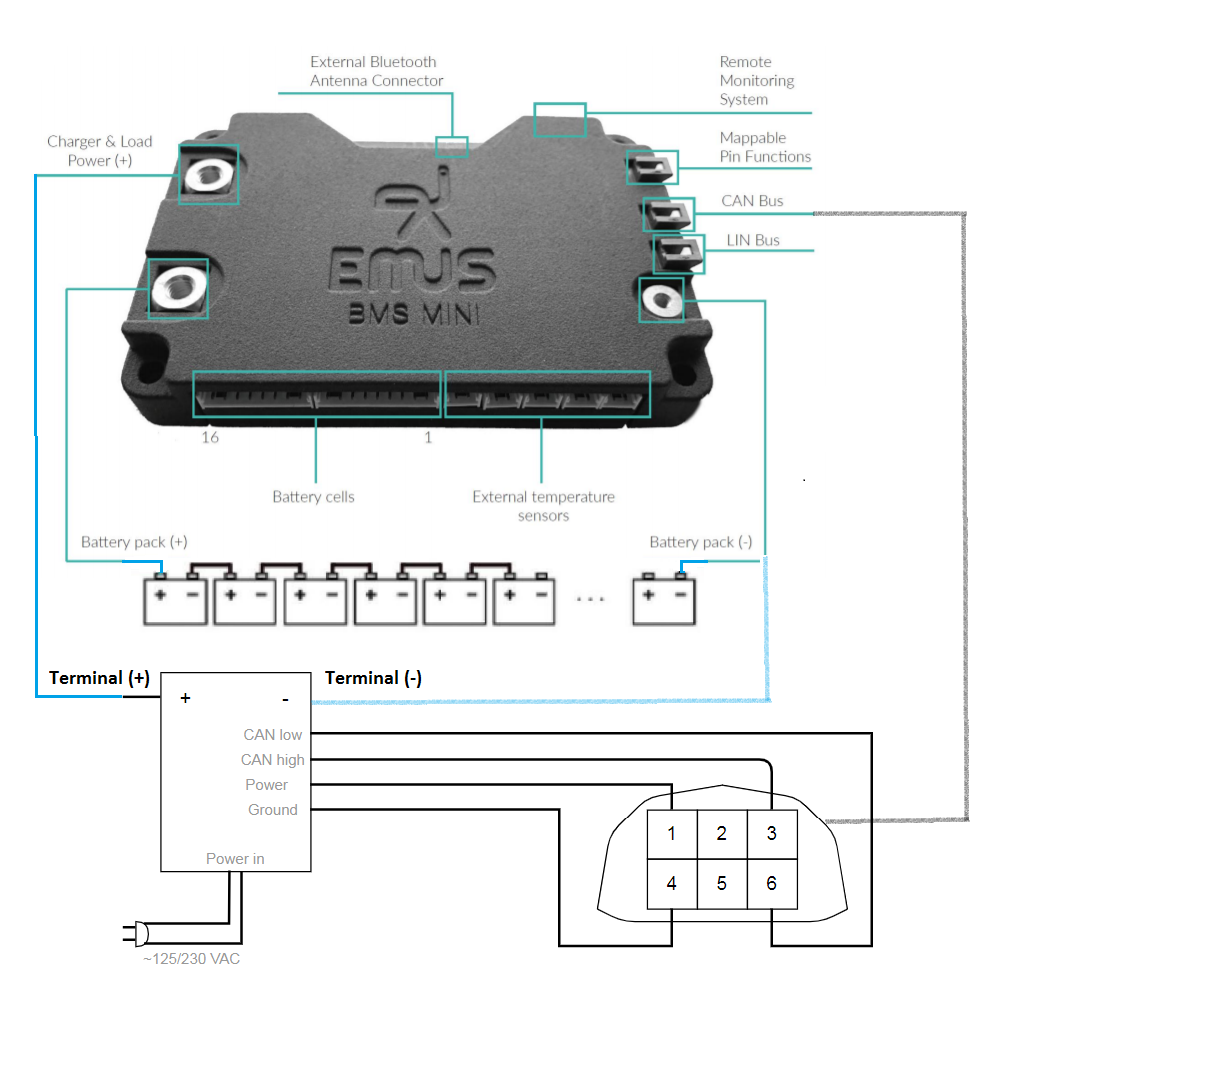 External Bluetooth
Antenna Connector
Remote
Monitoring
System
Charger & Load
Power (+)
Mappable
Pin Functions
CAN Bus
LIN Bus
EMUS
BMS MINI
16
1
Battery cells
External temperature
sensors
Battery pack (+)
Battery pack (-)
+ - + - + - + - + - + - ... + -
Terminal (+)
Terminal (-)
+ -
CAN low
CAN high
Power
Ground
Power in
1 2 3
4 5 6
~125/230 VAC